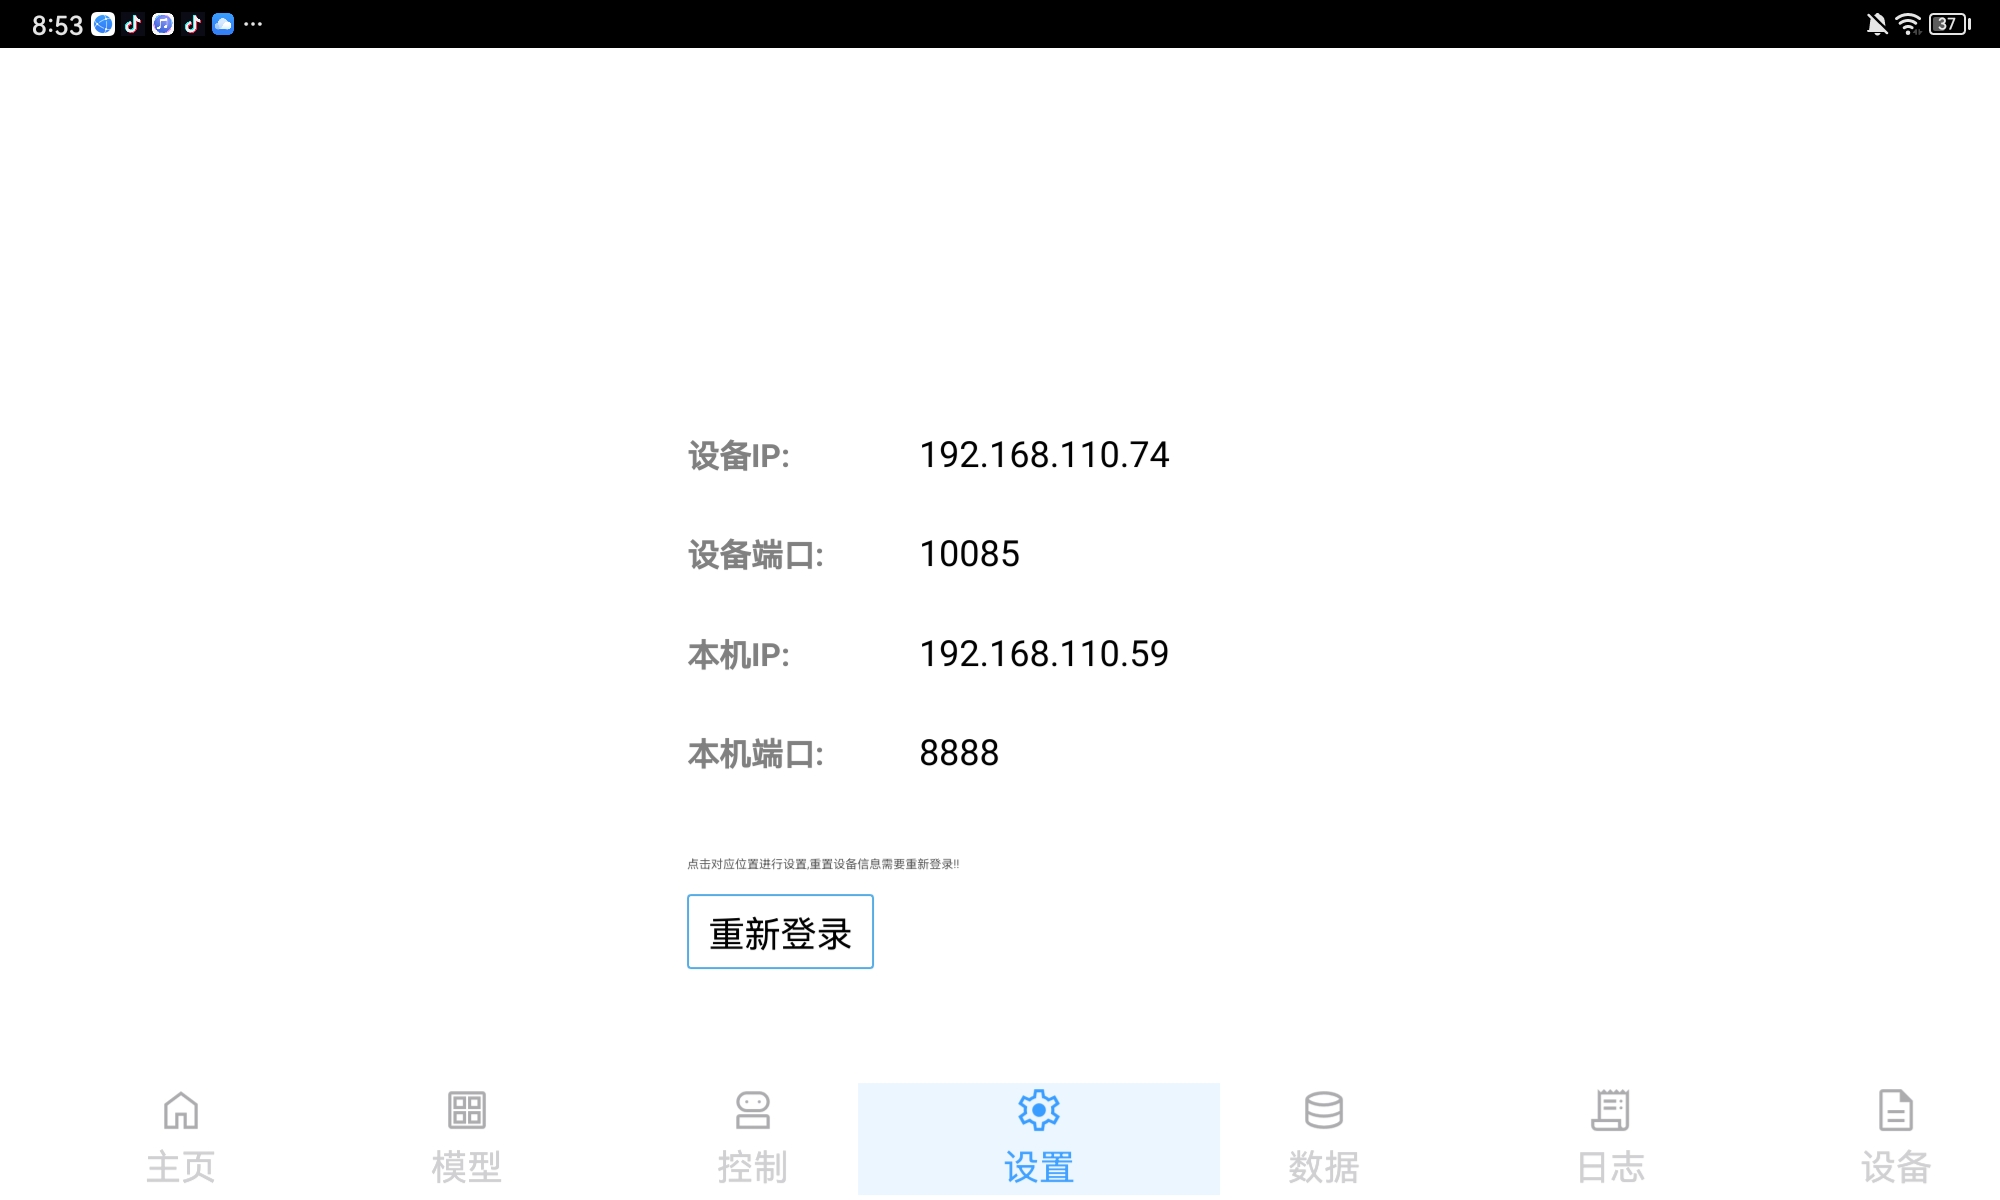 8:53
37
设备IP: 192.168.110.74
设备端口: 10085
本机IP: 192.168.110.59
本机端口: 8888
点击对应位置进行设置,重置设备信息需要重新登录!!
重新登录
主页 模型 控制 设置 数据 日志 设备